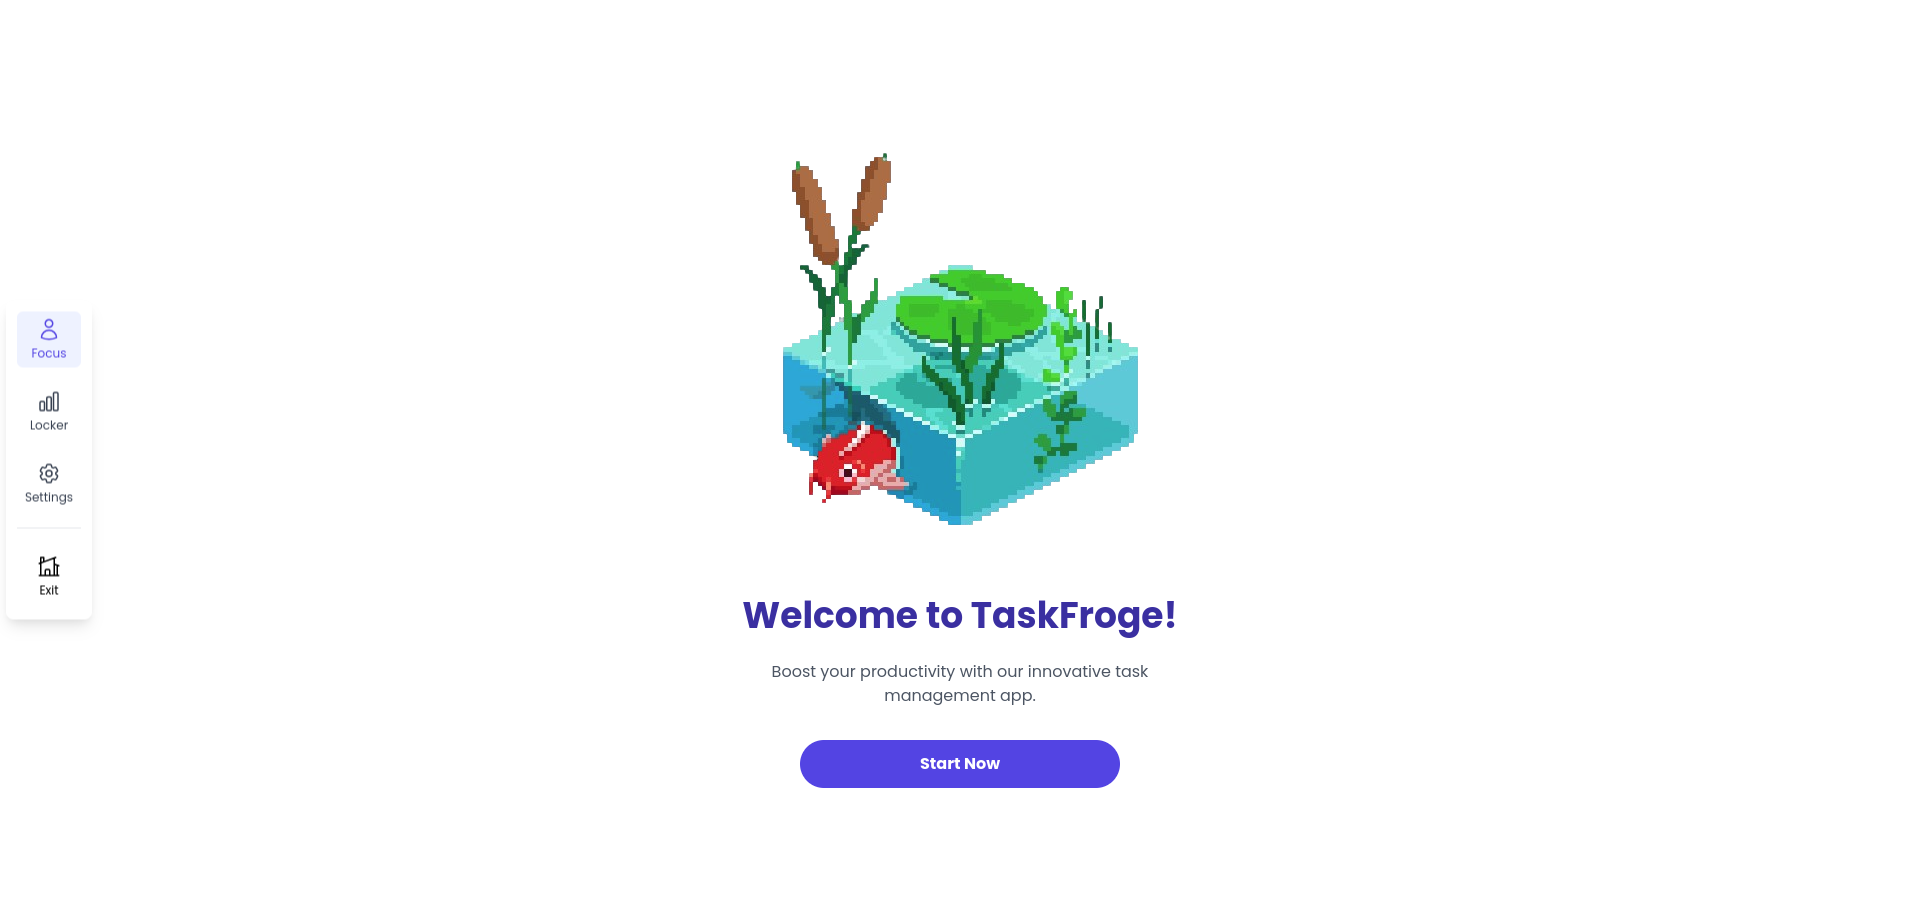 Focus
Locker
Settings
Exit
Welcome to TaskFroge!
Boost your productivity with our innovative task
management app.
Start Now